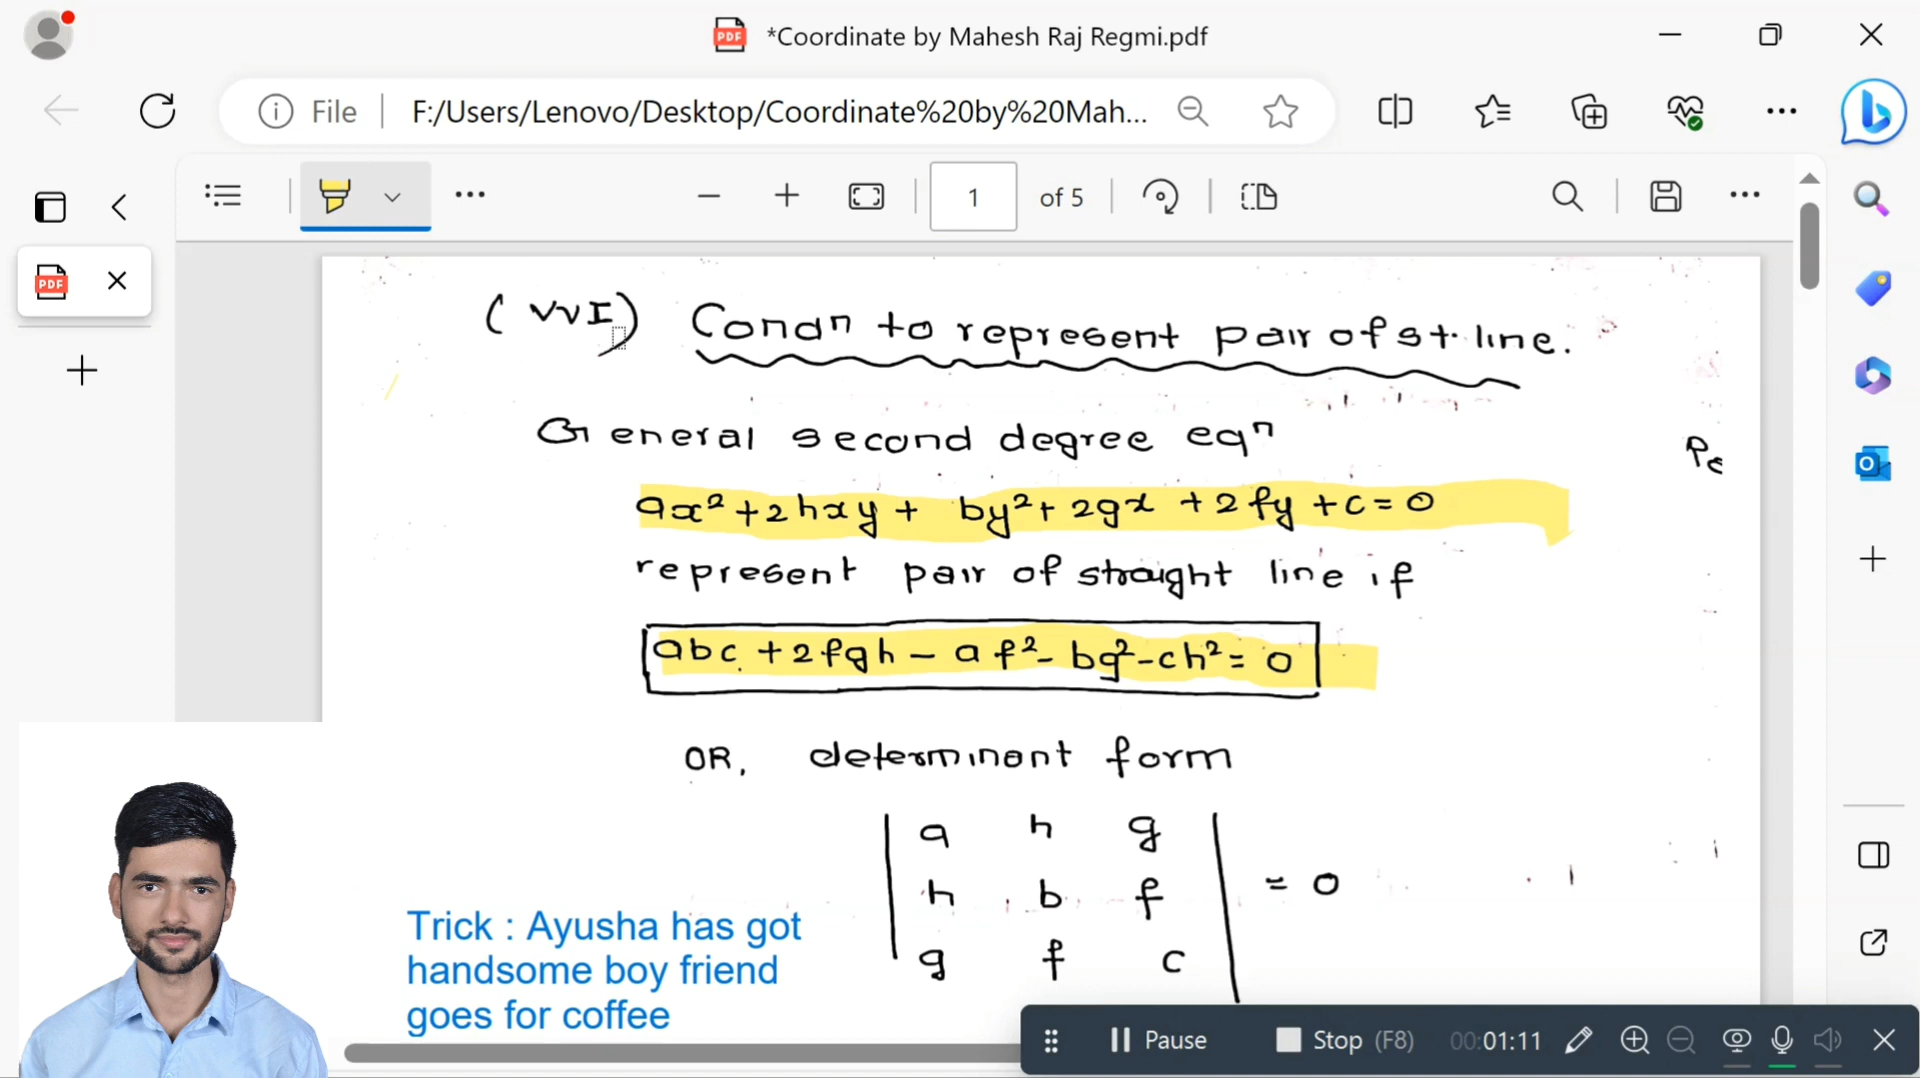 *Coordinate by Mahesh Raj Regmi.pdf
File F:/Users/Lenovo/Desktop/Coordinate%20by%20Mah...
1 of 5
(VVI) Condn to represent pair of st. line.
General second degree eqn
ax²+2hxy+ by²+2gx +2fy+c=0
represent pair of straight line if
abc+2fgh-af²-bg²-ch²=0
OR, determinant form
a h g
h b f = 0
g f c
Trick : Ayusha has got
handsome boy friend
goes for coffee
Pause Stop (F8) 00:01:11